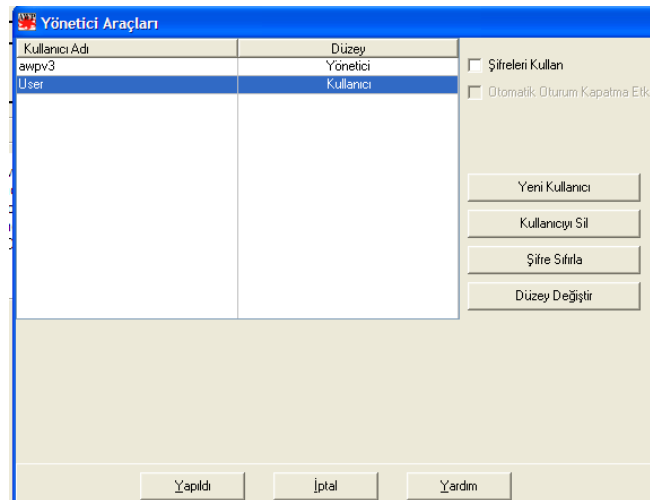 Yönetici Araçları
Kullanıcı Adı Düzey
awpv3 Yönetici
User Kullanıcı
Şifreleri Kullan
Otomatik Oturum Kapatma Etk
Yeni Kullanıcı
Kullanıcıyı Sil
Şifre Sıfırla
Düzey Değiştir
Yapıldı İptal Yardım